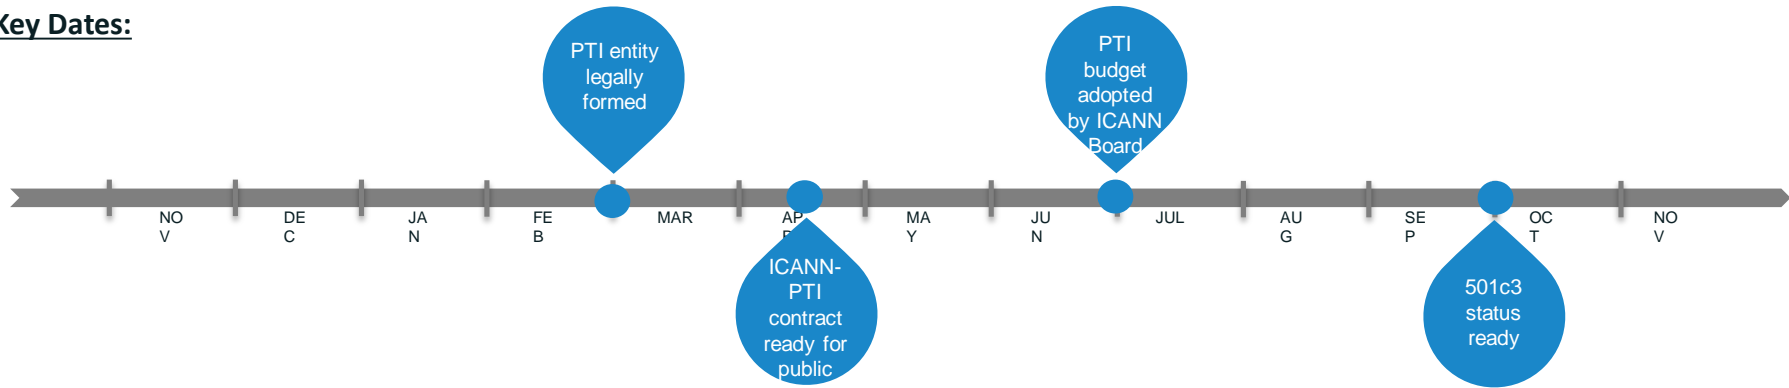 Key Dates:
PTI entity
legally
formed
PTI
budget
adopted
by ICANN
Board
NO
V
DE
C
JA
N
FE
B
MAR
AP
MA
Y
JU
N
JUL
AU
G
SE
P
OC
T
NO
V
ICANN-
PTI
contract
ready for
public
501c3
status
ready